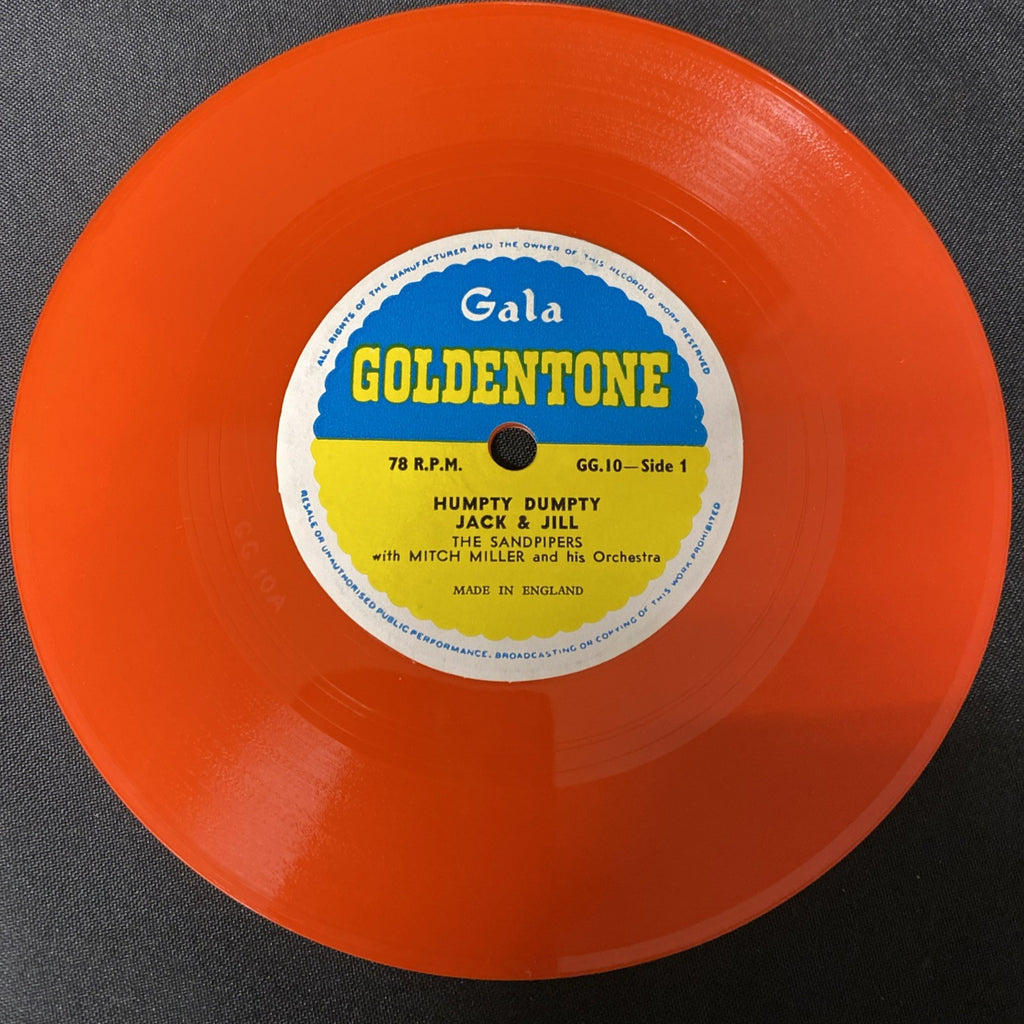 ALL RIGHTS OF THE MANUFACTURER AND THE OWNER OF THIS RECORDED WORK RESERVED
Gala
GOLDENTONE
78 R.P.M. GG.10—Side 1
HUMPTY DUMPTY
JACK & JILL
THE SANDPIPERS
with MITCH MILLER and his Orchestra
MADE IN ENGLAND
RESALE OR UNAUTHORISED PUBLIC PERFORMANCE, BROADCASTING OR COPYING OF THIS WORK PROHIBITED
GG 10A